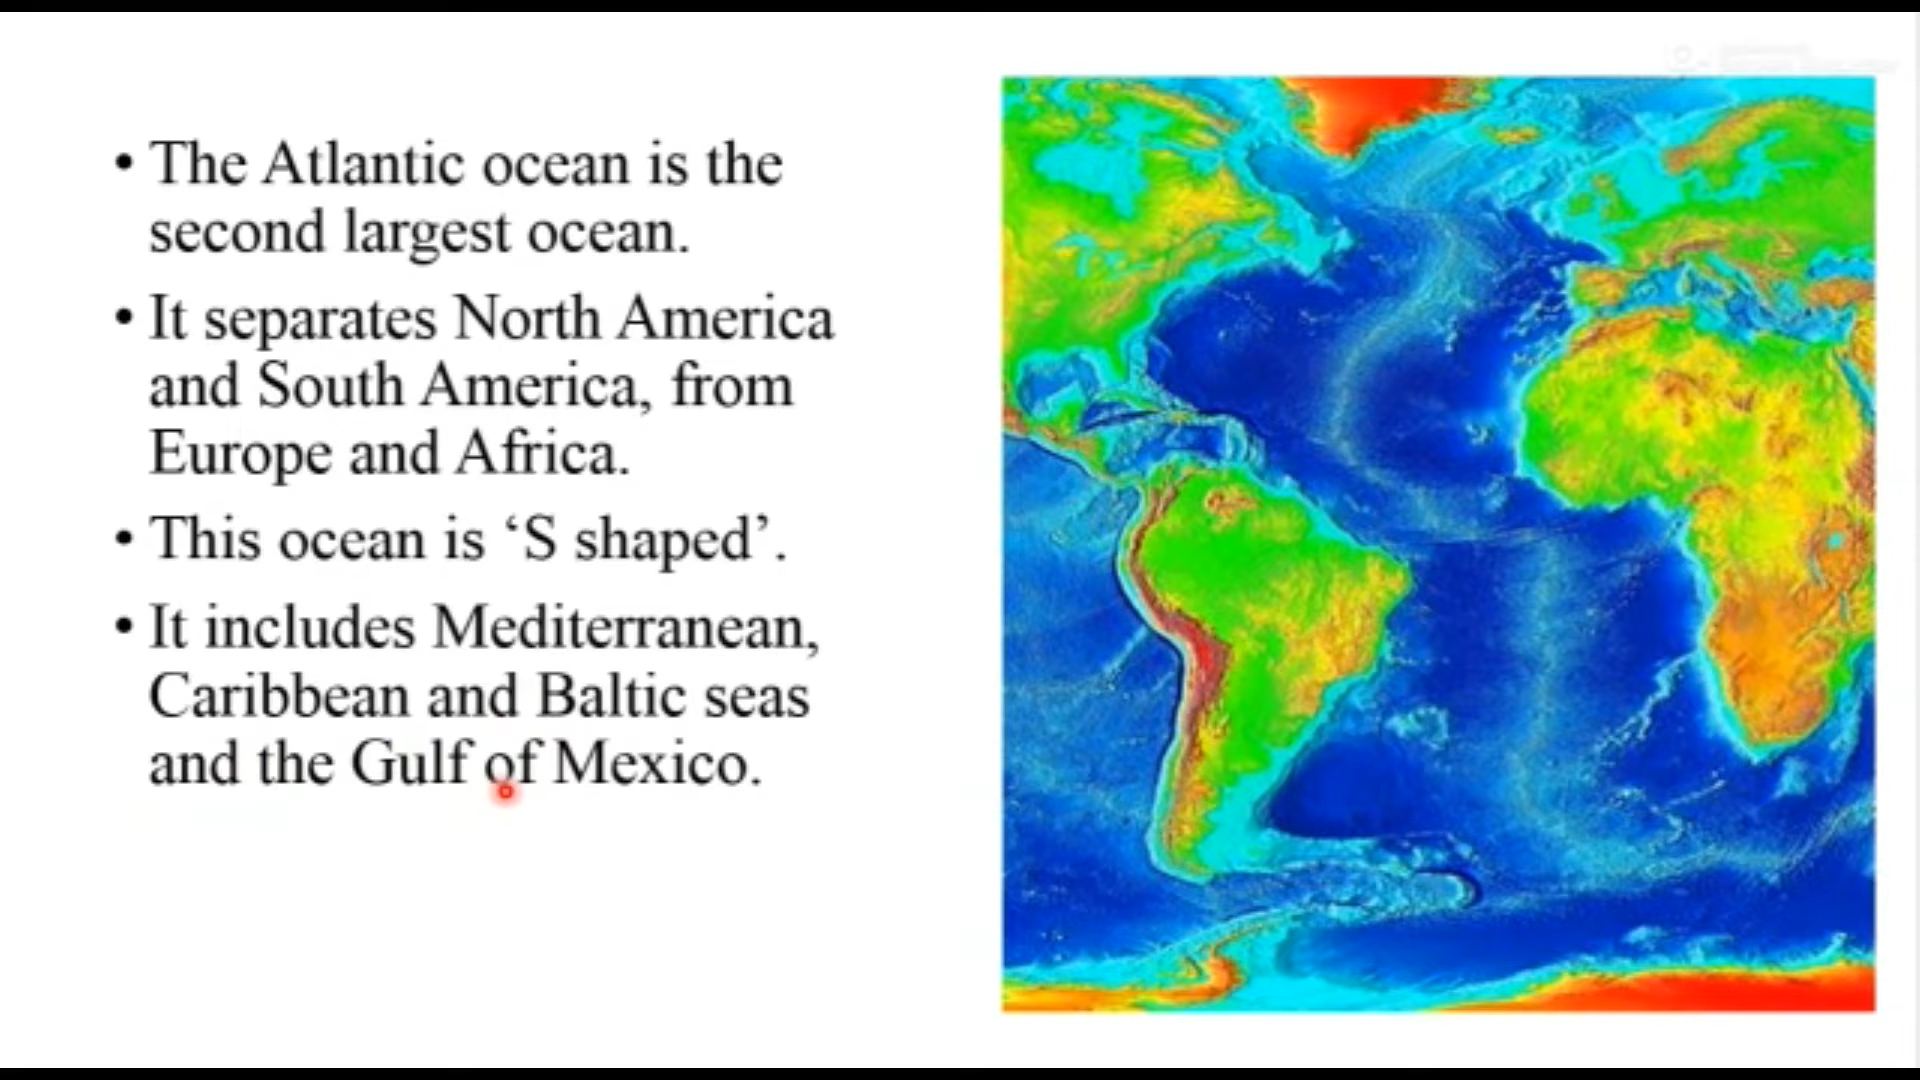 • The Atlantic ocean is the
second largest ocean.
• It separates North America
and South America, from
Europe and Africa.
• This ocean is ‘S shaped’.
• It includes Mediterranean,
Caribbean and Baltic seas
and the Gulf of Mexico.